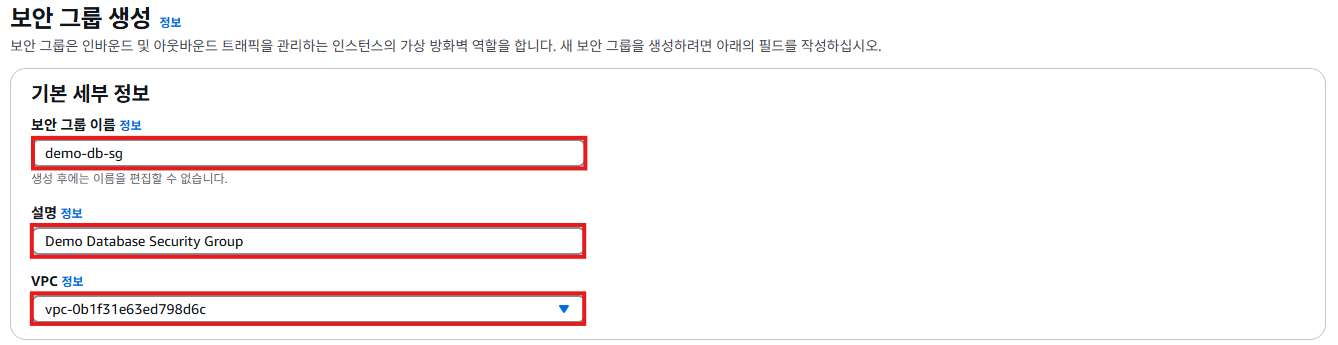 보안 그룹 생성 정보
보안 그룹은 인바운드 및 아웃바운드 트래픽을 관리하는 인스턴스의 가상 방화벽 역할을 합니다. 새 보안 그룹을 생성하려면 아래의 필드를 작성하십시오.
기본 세부 정보
보안 그룹 이름 정보
demo-db-sg
생성 후에는 이름을 편집할 수 없습니다.
설명 정보
Demo Database Security Group
VPC 정보
vpc-0b1f31e63ed798d6c